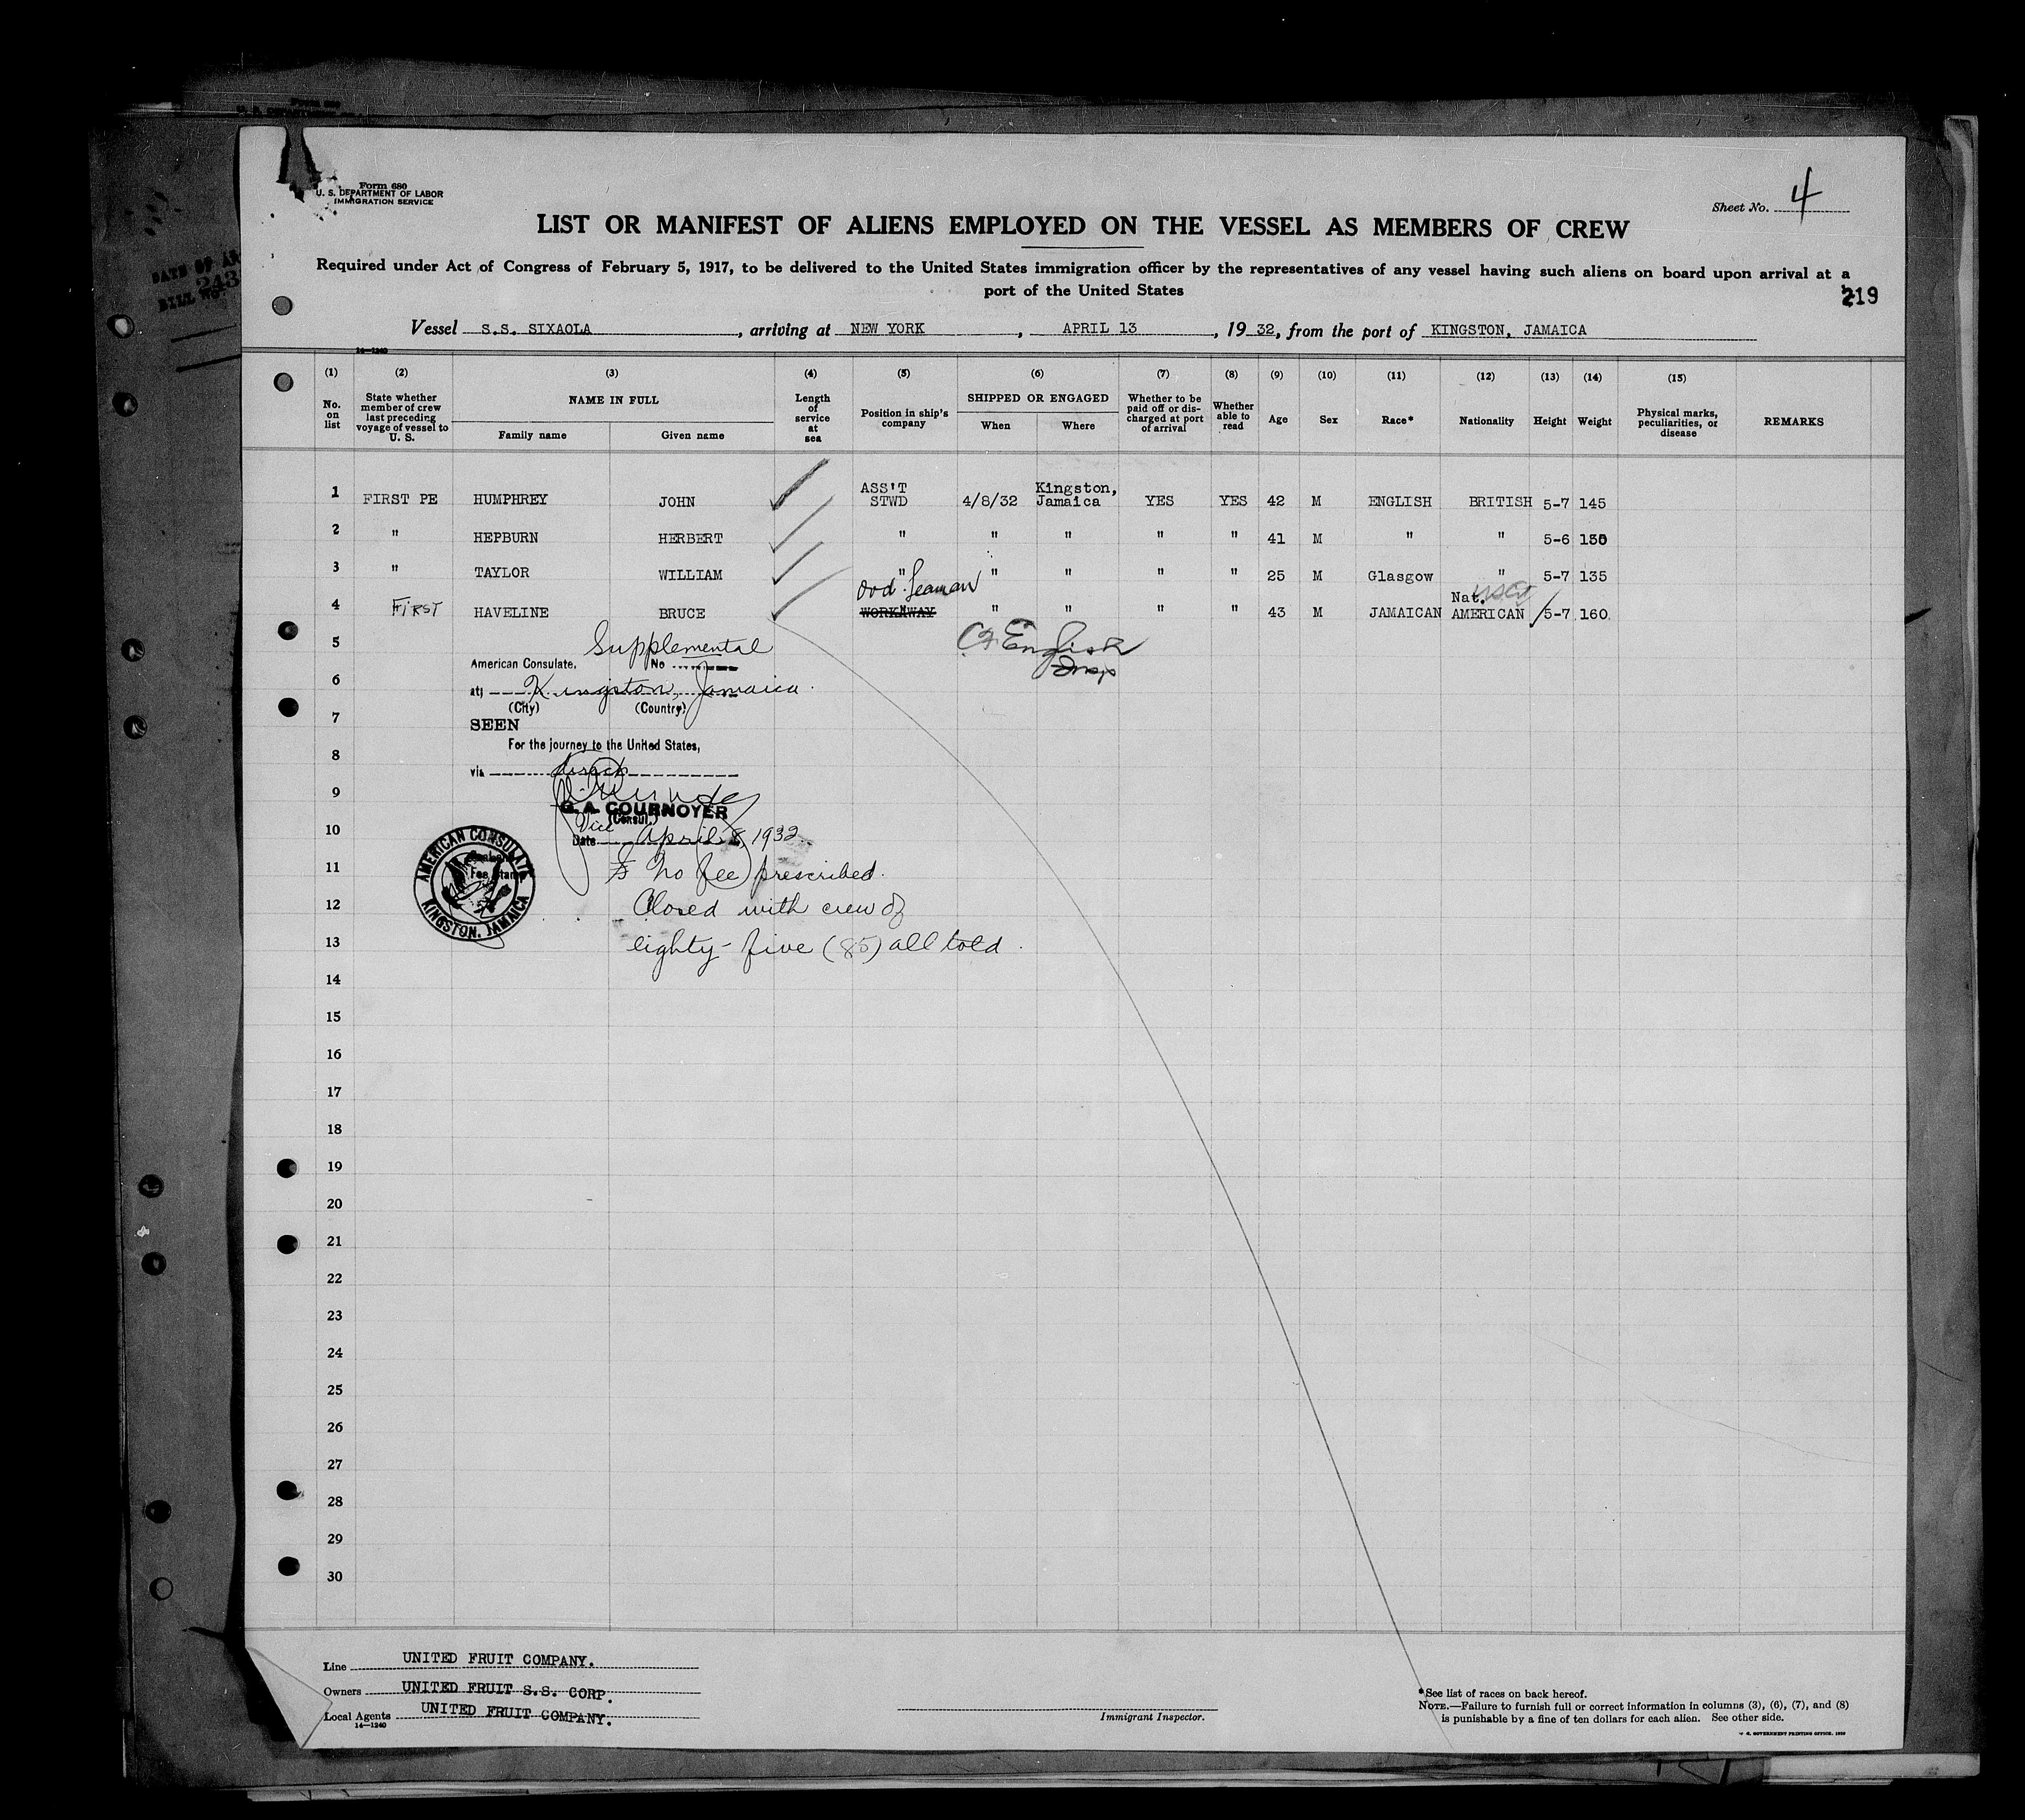 Form 680
U. S. DEPARTMENT OF LABOR
IMMIGRATION SERVICE
Sheet No. 4
LIST OR MANIFEST OF ALIENS EMPLOYED ON THE VESSEL AS MEMBERS OF CREW
Required under Act of Congress of February 5, 1917, to be delivered to the United States immigration officer by the representatives of any vessel having such aliens on board upon arrival at a
port of the United States
219
Vessel S.S. SIXAOLA, arriving at NEW YORK, APRIL 13, 1932, from the port of KINGSTON, JAMAICA
14—1240
(1) (2) (3) (4) (5) (6) (7) (8) (9) (10) (11) (12) (13) (14) (15)
No. on list
State whether member of crew last preceding voyage of vessel to U. S.
NAME IN FULL
Family name
Given name
Length of service at sea
Position in ship's company
SHIPPED OR ENGAGED
When
Where
Whether to be paid off or discharged at port of arrival
Whether able to read
Age
Sex
Race*
Nationality
Height
Weight
Physical marks, peculiarities, or disease
REMARKS
1 FIRST PE HUMPHREY JOHN ASS'T STWD 4/8/32 Kingston, Jamaica YES YES 42 M ENGLISH BRITISH 5-7 145
2 " HEPBURN HERBERT " " " " " 41 M " " 5-6 130
3 " TAYLOR WILLIAM " " " " " 25 M Glasgow " 5-7 135
4 FIRST HAVELINE BRUCE Ord. Seaman WORKAWAY " " " " 43 M JAMAICAN Nat. AMERICAN 5-7 160
5
English
Insp
Supplemental
American Consulate, No
6
at Kingston, Jamaica.
(City) (Country)
7
SEEN
For the journey to the United States,
8
via direct
9
G. A. COURNOYER
Vice (Consul)
10
Date April 8, 1932
AMERICAN CONSULATE
KINGSTON, JAMAICA
Fee Stamp
11 No fee prescribed.
12 Closed with crew of
13 eighty-five (85) all told.
14
15
16
17
18
19
20
21
22
23
24
25
26
27
28
29
30
Line UNITED FRUIT COMPANY.
Owners UNITED FRUIT S.S. CORP.
Local Agents UNITED FRUIT COMPANY.
14—1240
Immigrant Inspector.
*See list of races on back hereof.
NOTE.—Failure to furnish full or correct information in columns (3), (6), (7), and (8)
is punishable by a fine of ten dollars for each alien. See other side.
U. S. GOVERNMENT PRINTING OFFICE. 1930